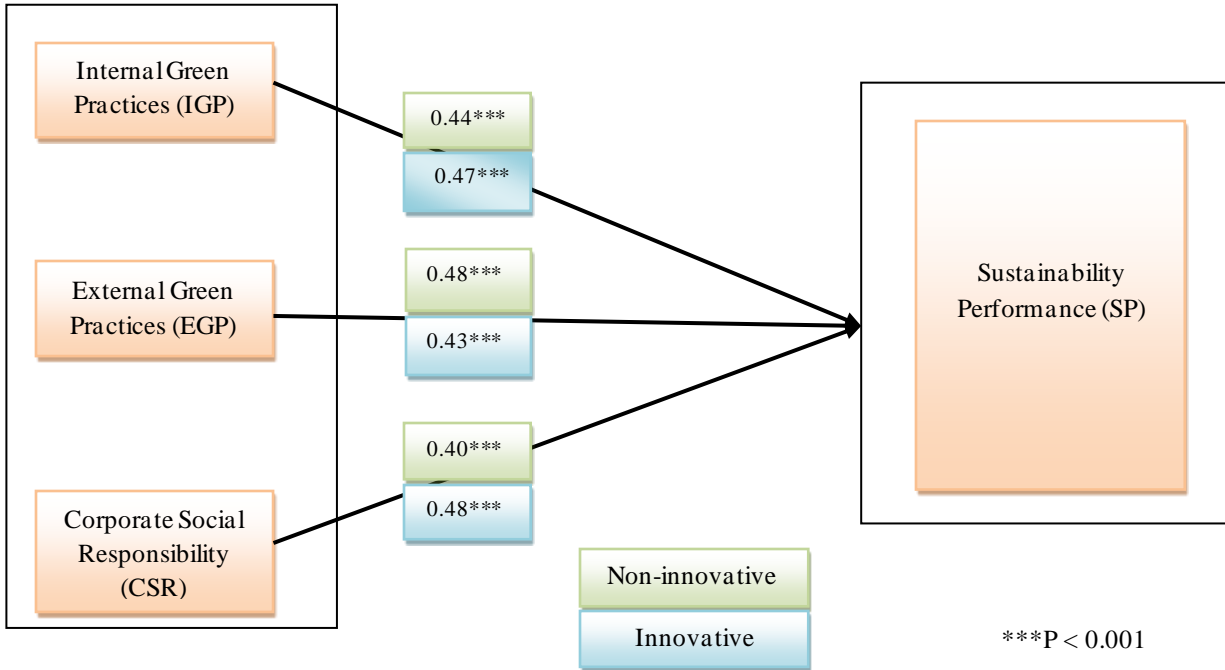 Internal Green
Practices (IGP)
0.44***
0.47***
External Green
Practices (EGP)
0.48***
0.43***
Corporate Social
Responsibility
(CSR)
0.40***
0.48***
Sustainability
Performance (SP)
Non-innovative
Innovative
***P < 0.001